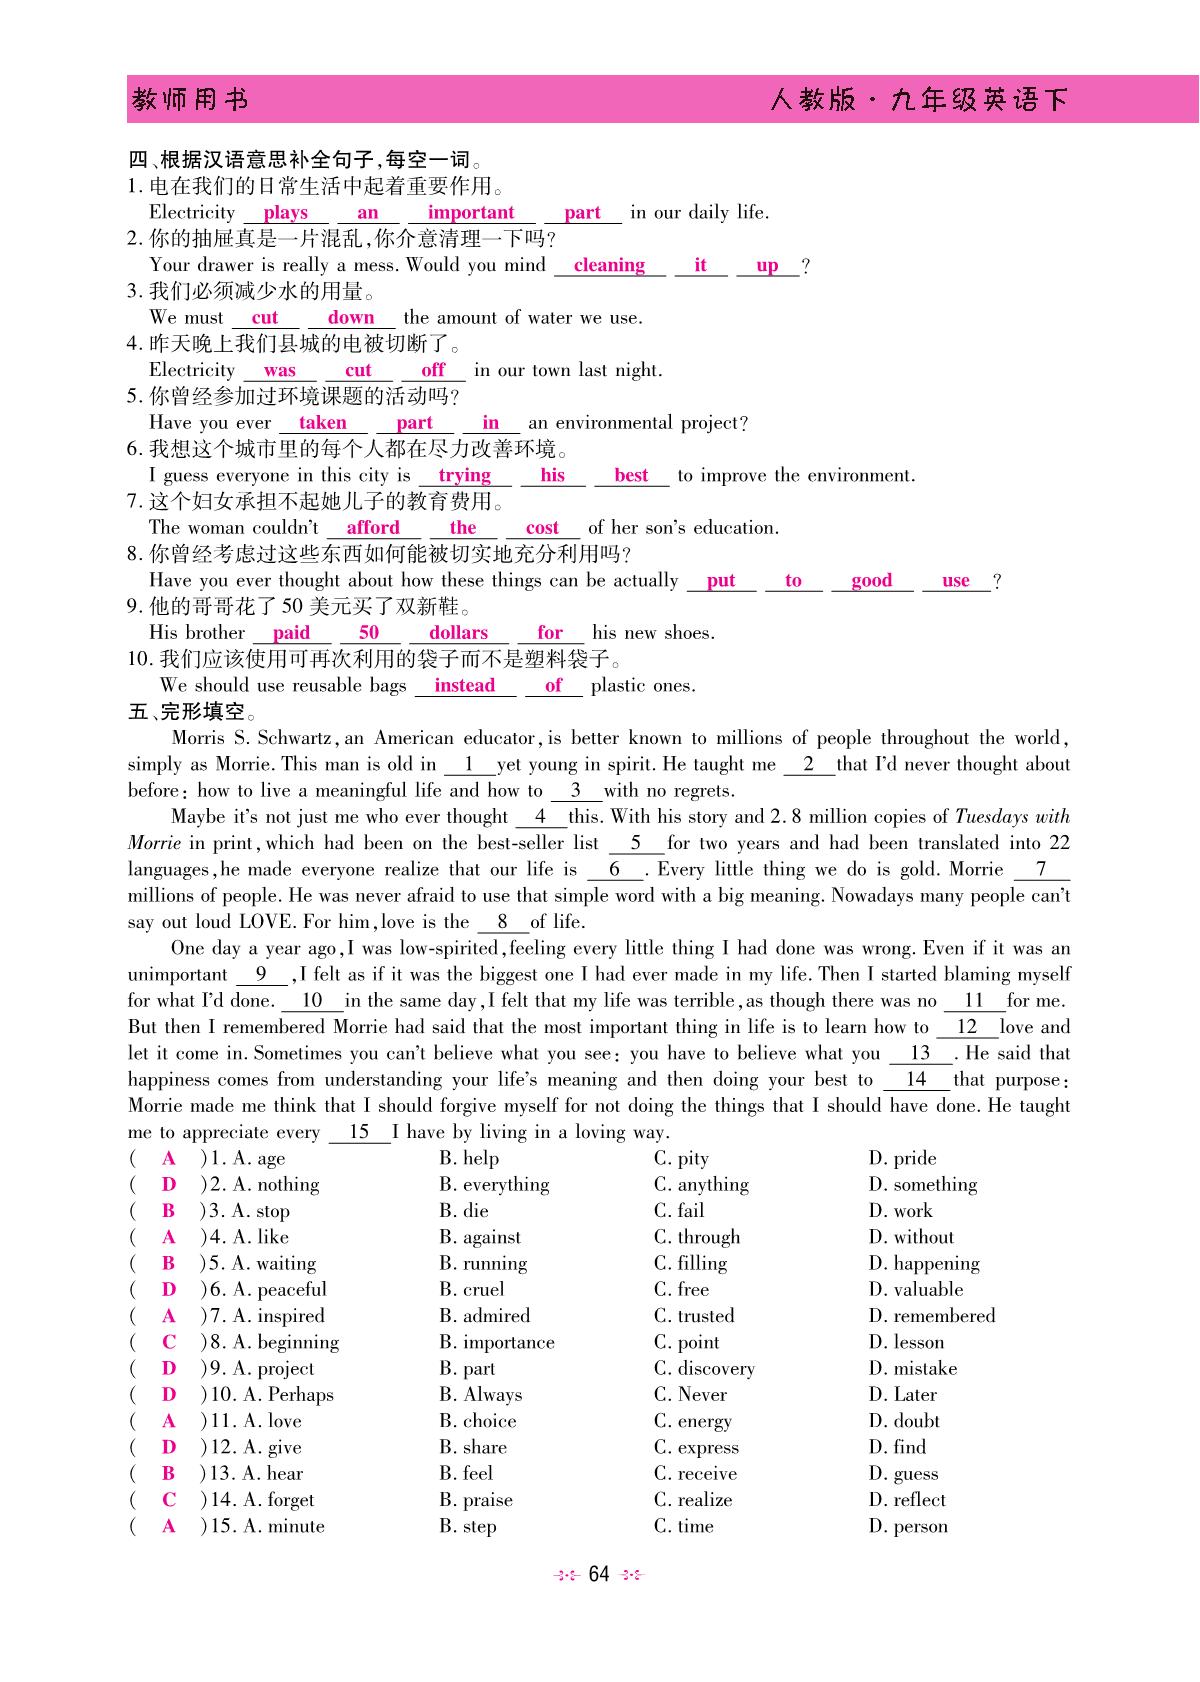 教师用书 人教版·九年级英语下
四、根据汉语意思补全句子,每空一词。
1. 电在我们的日常生活中起着重要作用。
Electricity plays an important part in our daily life.
2. 你的抽屉真是一片混乱,你介意清理一下吗?
Your drawer is really a mess. Would you mind cleaning it up ?
3. 我们必须减少水的用量。
We must cut down the amount of water we use.
4. 昨天晚上我们县城的电被切断了。
Electricity was cut off in our town last night.
5. 你曾经参加过环境课题的活动吗?
Have you ever taken part in an environmental project?
6. 我想这个城市里的每个人都在尽力改善环境。
I guess everyone in this city is trying his best to improve the environment.
7. 这个妇女承担不起她儿子的教育费用。
The woman couldn't afford the cost of her son's education.
8. 你曾经考虑过这些东西如何能被切实地充分利用吗?
Have you ever thought about how these things can be actually put to good use ?
9. 他的哥哥花了 50 美元买了双新鞋。
His brother paid 50 dollars for his new shoes.
10. 我们应该使用可再次利用的袋子而不是塑料袋子。
We should use reusable bags instead of plastic ones.
五、完形填空。
Morris S. Schwartz, an American educator, is better known to millions of people throughout the world,
simply as Morrie. This man is old in 1 yet young in spirit. He taught me 2 that I'd never thought about
before: how to live a meaningful life and how to 3 with no regrets.
Maybe it's not just me who ever thought 4 this. With his story and 2. 8 million copies of Tuesdays with
Morrie in print, which had been on the best-seller list 5 for two years and had been translated into 22
languages, he made everyone realize that our life is 6 . Every little thing we do is gold. Morrie 7
millions of people. He was never afraid to use that simple word with a big meaning. Nowadays many people can't
say out loud LOVE. For him, love is the 8 of life.
One day a year ago, I was low-spirited, feeling every little thing I had done was wrong. Even if it was an
unimportant 9 , I felt as if it was the biggest one I had ever made in my life. Then I started blaming myself
for what I'd done. 10 in the same day, I felt that my life was terrible, as though there was no 11 for me.
But then I remembered Morrie had said that the most important thing in life is to learn how to 12 love and
let it come in. Sometimes you can't believe what you see: you have to believe what you 13 . He said that
happiness comes from understanding your life's meaning and then doing your best to 14 that purpose:
Morrie made me think that I should forgive myself for not doing the things that I should have done. He taught
me to appreciate every 15 I have by living in a loving way.
( A )1. A. age B. help C. pity D. pride
( D )2. A. nothing B. everything C. anything D. something
( B )3. A. stop B. die C. fail D. work
( A )4. A. like B. against C. through D. without
( B )5. A. waiting B. running C. filling D. happening
( D )6. A. peaceful B. cruel C. free D. valuable
( A )7. A. inspired B. admired C. trusted D. remembered
( C )8. A. beginning B. importance C. point D. lesson
( D )9. A. project B. part C. discovery D. mistake
( D )10. A. Perhaps B. Always C. Never D. Later
( A )11. A. love B. choice C. energy D. doubt
( D )12. A. give B. share C. express D. find
( B )13. A. hear B. feel C. receive D. guess
( C )14. A. forget B. praise C. realize D. reflect
( A )15. A. minute B. step C. time D. person
64